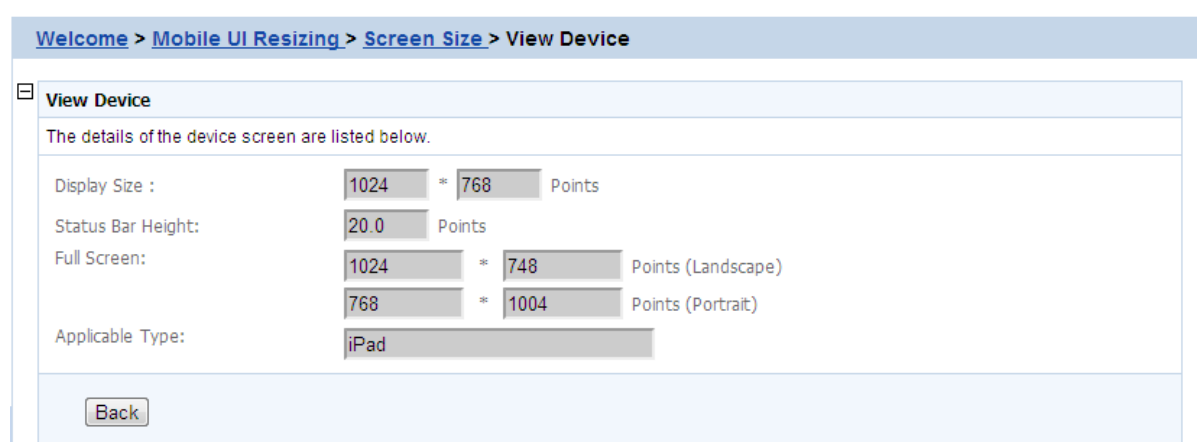 Welcome > Mobile UI Resizing > Screen Size > View Device
View Device
The details of the device screen are listed below.
Display Size : 1024 * 768 Points
Status Bar Height: 20.0 Points
Full Screen: 1024 * 748 Points (Landscape)
768 * 1004 Points (Portrait)
Applicable Type: iPad
Back